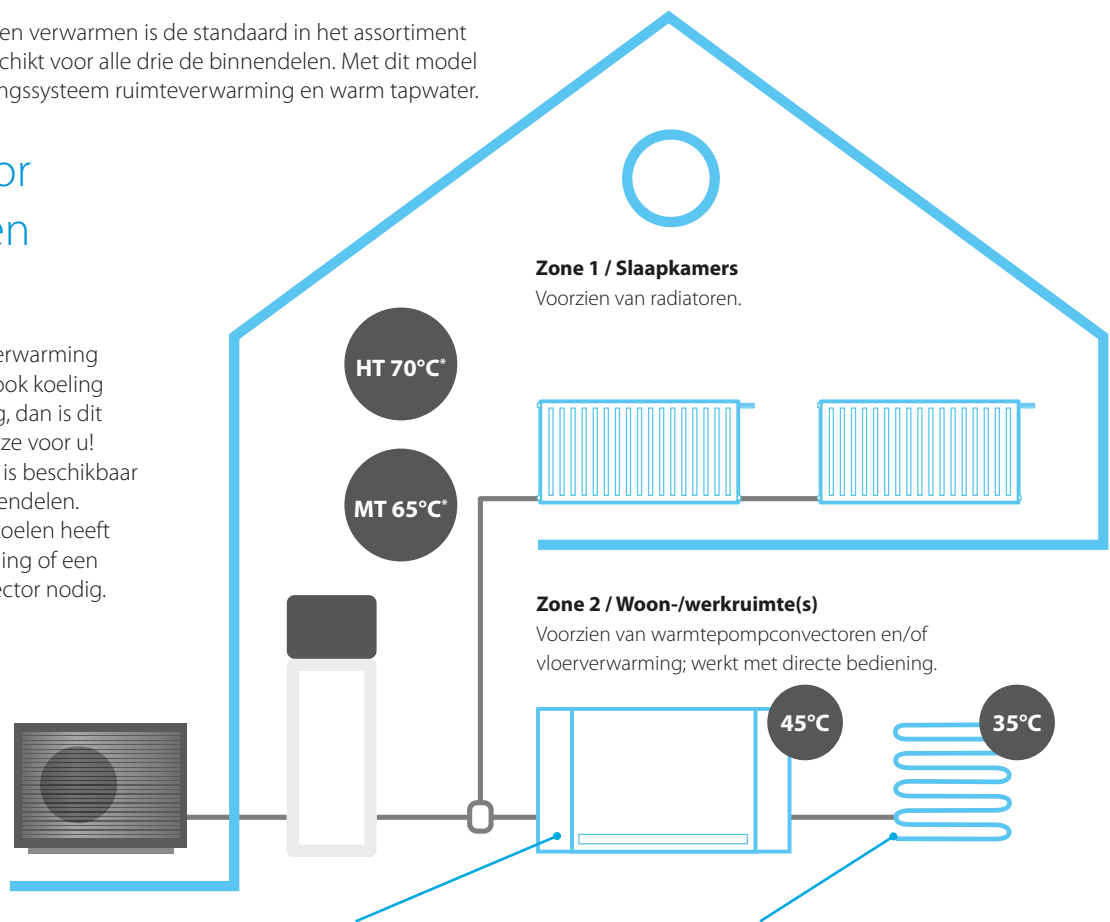 en verwarmen is de standaard in het assortiment
schikt voor alle drie de binnendelen. Met dit model
ngssysteem ruimteverwarming en warm tapwater.
or
en
erwarming
ook koeling
g, dan is dit
ze voor u!
is beschikbaar
endelen.
koelen heeft
ing of een
ector nodig.
Zone 1 / Slaapkamers
Voorzien van radiatoren.
HT 70°C*
MT 65°C*
Zone 2 / Woon-/werkruimte(s)
Voorzien van warmtepompconvectoren en/of
vloerverwarming; werkt met directe bediening.
45°C
35°C